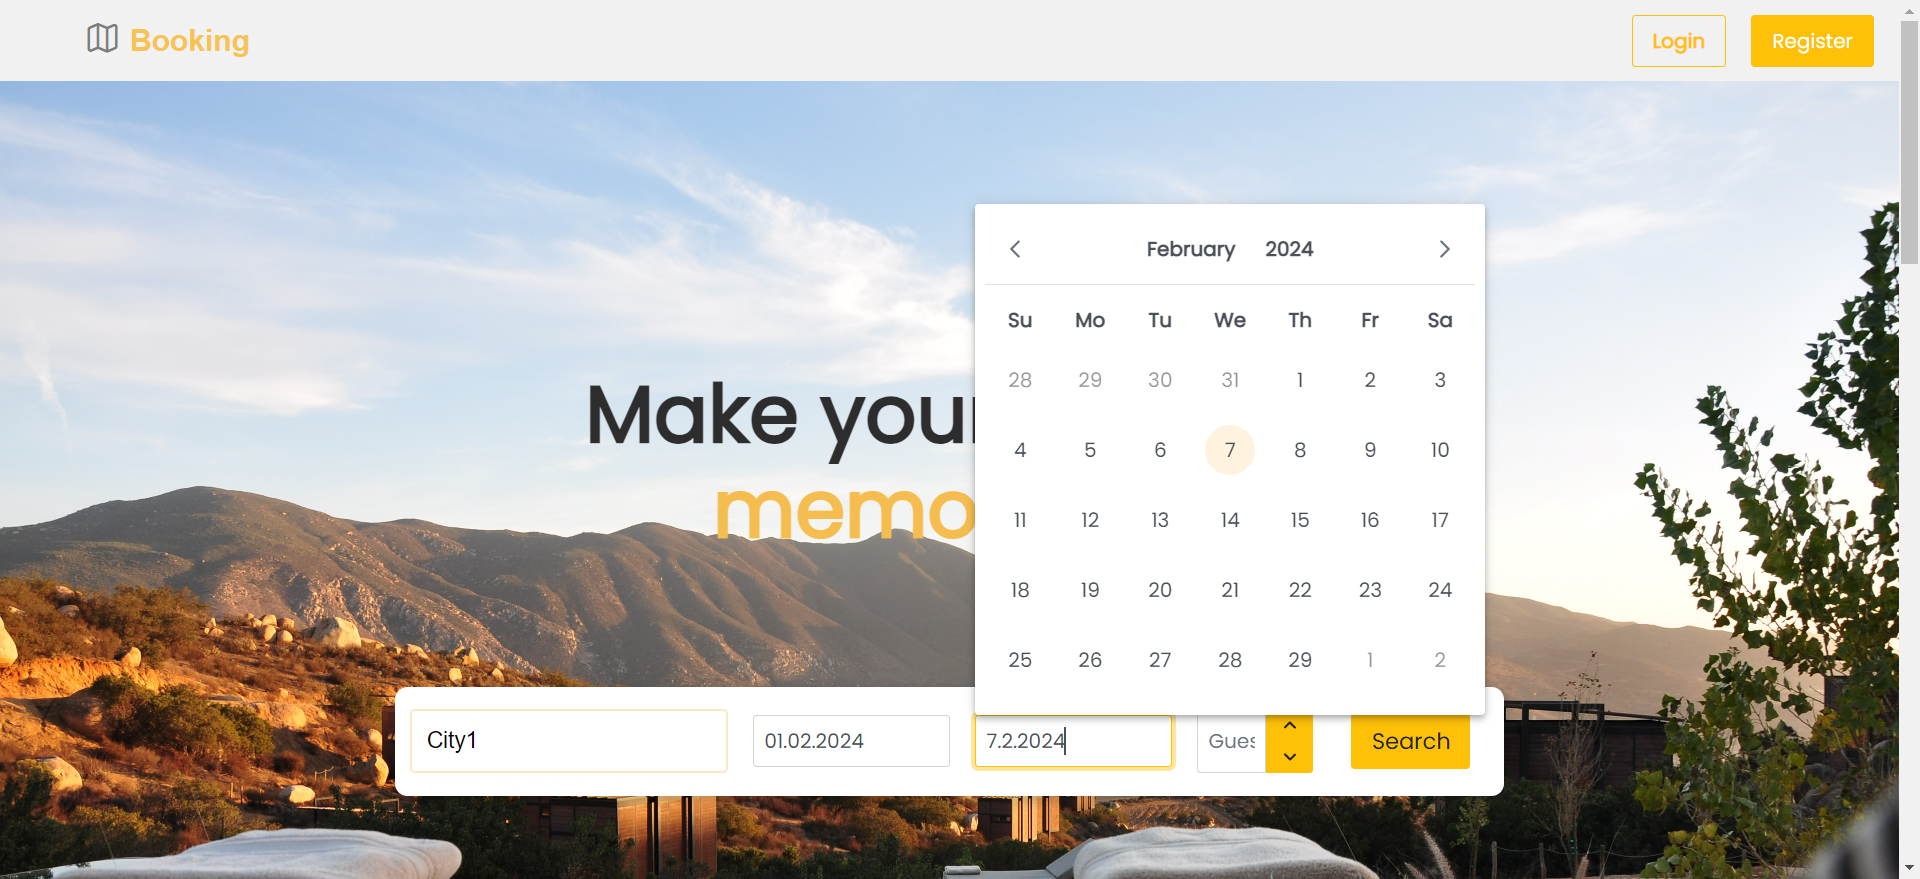 Booking
Login
Register
Make your
memo
February 2024
Su Mo Tu We Th Fr Sa
28 29 30 31 1 2 3
4 5 6 7 8 9 10
11 12 13 14 15 16 17
18 19 20 21 22 23 24
25 26 27 28 29 1 2
City1
01.02.2024
7.2.2024
Gues
Search